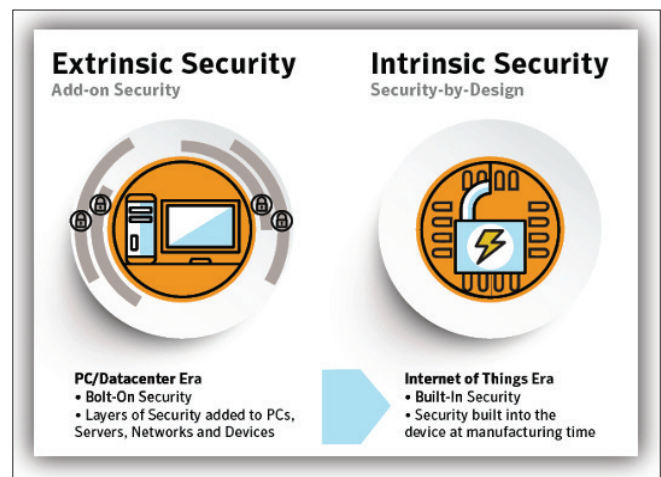 Extrinsic Security
Add-on Security
PC/Datacenter Era
• Bolt-On Security
• Layers of Security added to PCs,
Servers, Networks and Devices
Intrinsic Security
Security-by-Design
Internet of Things Era
• Built-In Security
• Security built into the
device at manufacturing time